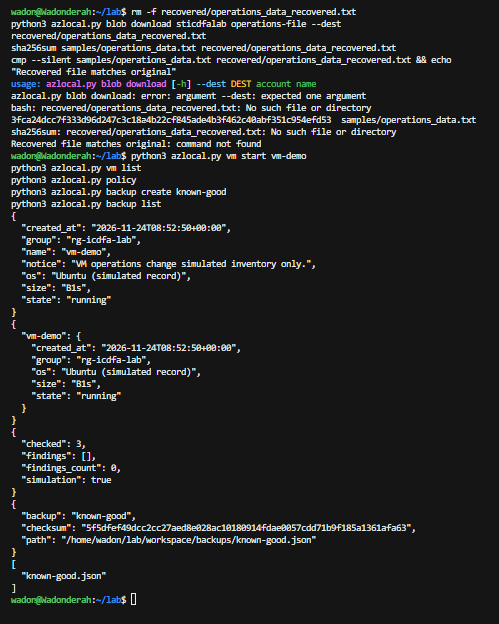 wadon@Wadonderah:~/lab$ rm -f recovered/operations_data_recovered.txt
python3 azlocal.py blob download sticdfalab operations-file --dest
recovered/operations_data_recovered.txt
sha256sum samples/operations_data.txt recovered/operations_data_recovered.txt
cmp --silent samples/operations_data.txt recovered/operations_data_recovered.txt && echo
"Recovered file matches original"
usage: azlocal.py blob download [-h] --dest DEST account name
azlocal.py blob download: error: argument --dest: expected one argument
bash: recovered/operations_data_recovered.txt: No such file or directory
3fca24dcc7f333d96d247c3c18a4b22cf845ade4b3f462c40abf351c954efd53  samples/operations_data.txt
sha256sum: recovered/operations_data_recovered.txt: No such file or directory
Recovered file matches original: command not found
wadon@Wadonderah:~/lab$ python3 azlocal.py vm start vm-demo
python3 azlocal.py vm list
python3 azlocal.py policy
python3 azlocal.py backup create known-good
python3 azlocal.py backup list
{
  "created_at": "2026-11-24T08:52:50+00:00",
  "group": "rg-icdfa-lab",
  "name": "vm-demo",
  "notice": "VM operations change simulated inventory only.",
  "os": "Ubuntu (simulated record)",
  "size": "B1s",
  "state": "running"
}
{
  "vm-demo": {
    "created_at": "2026-11-24T08:52:50+00:00",
    "group": "rg-icdfa-lab",
    "os": "Ubuntu (simulated record)",
    "size": "B1s",
    "state": "running"
  }
}
{
  "checked": 3,
  "findings": [],
  "findings_count": 0,
  "simulation": true
}
{
  "backup": "known-good",
  "checksum": "5f5dfef49dcc2cc27aed8e028ac10180914fdae0057cdd71b9f185a1361afa63",
  "path": "/home/wadon/lab/workspace/backups/known-good.json"
}
[
  "known-good.json"
]
wadon@Wadonderah:~/lab$